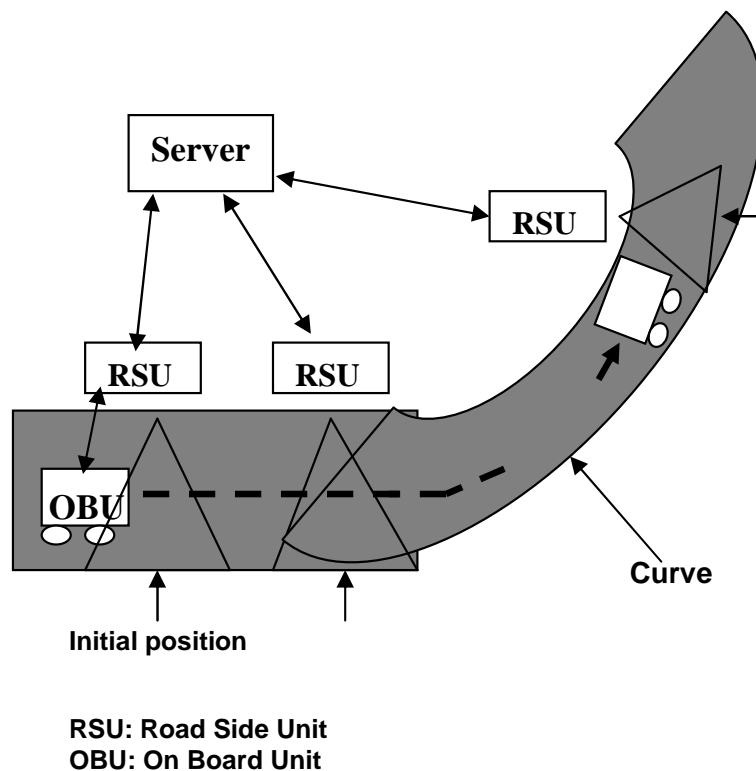 Server
RSU
RSU
RSU
OBU
Curve
Initial position
RSU: Road Side Unit
OBU: On Board Unit